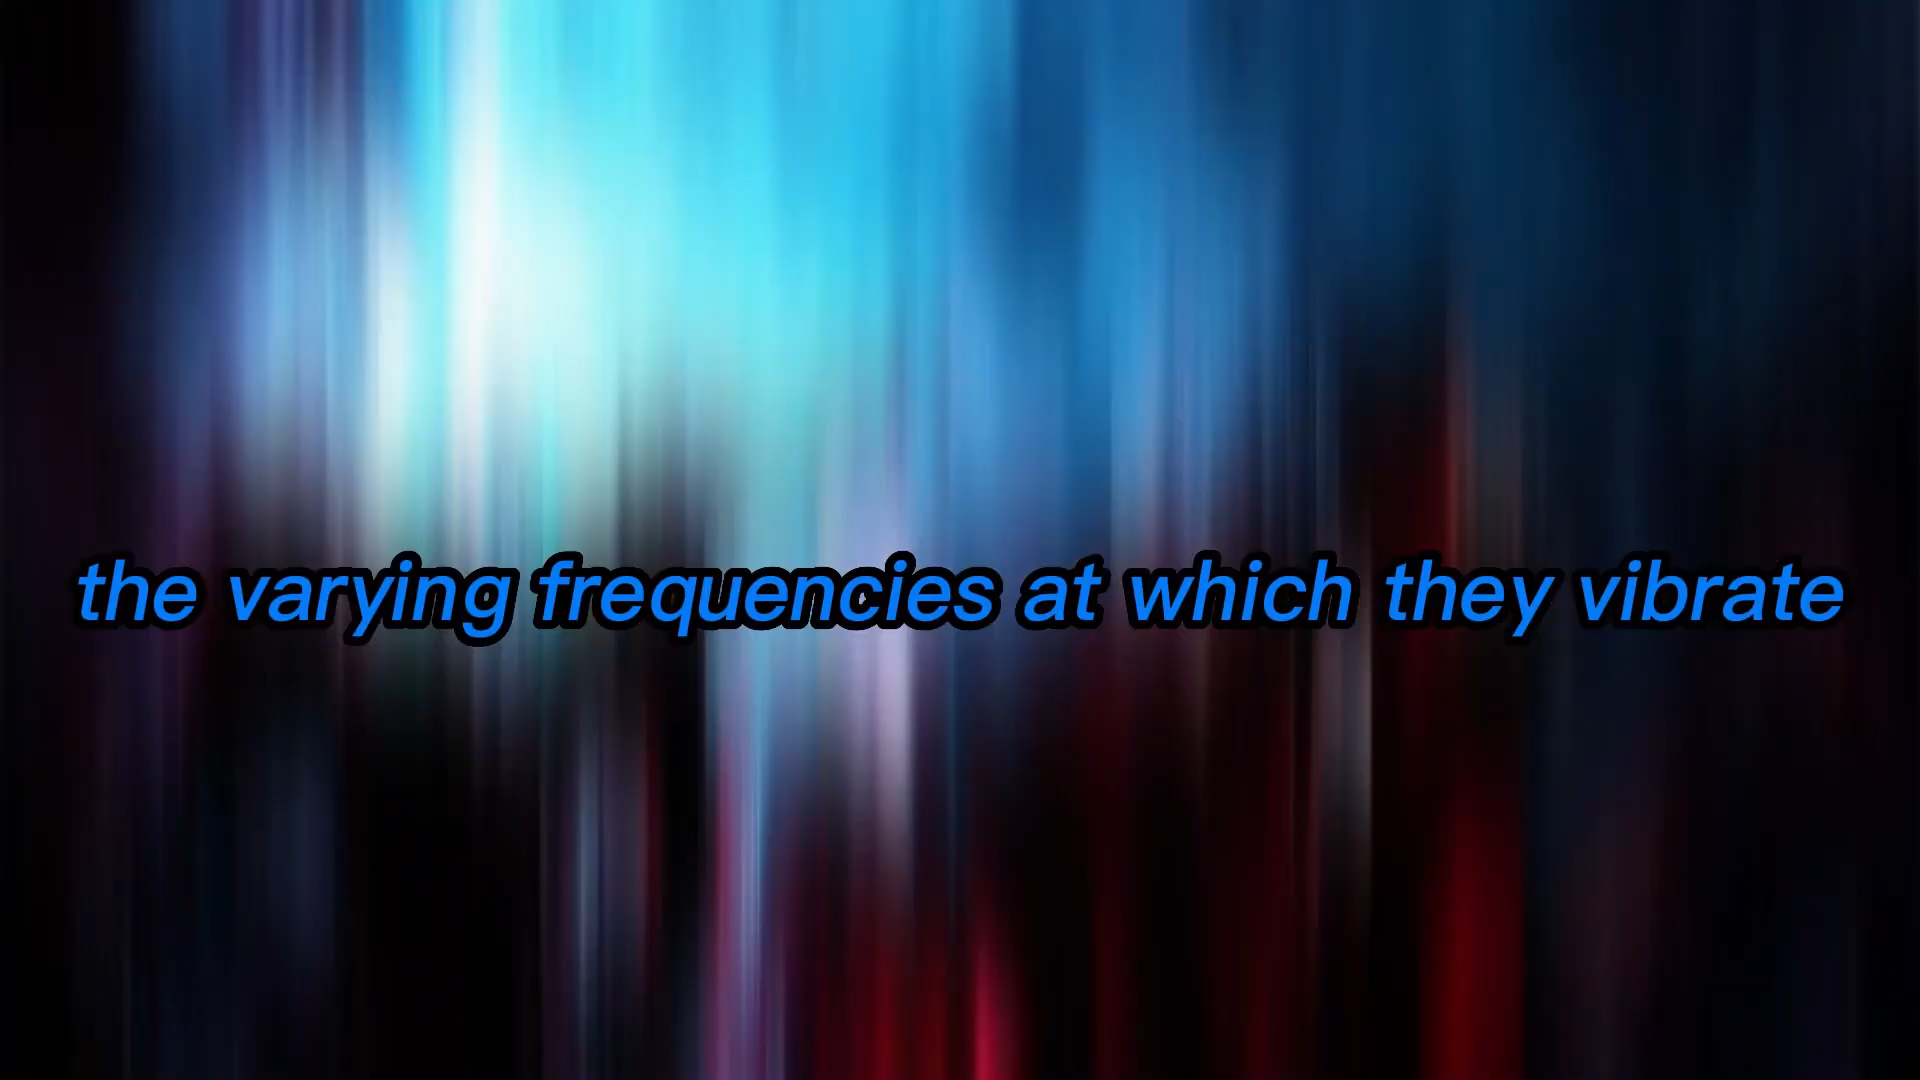 the varying frequencies at which they vibrate